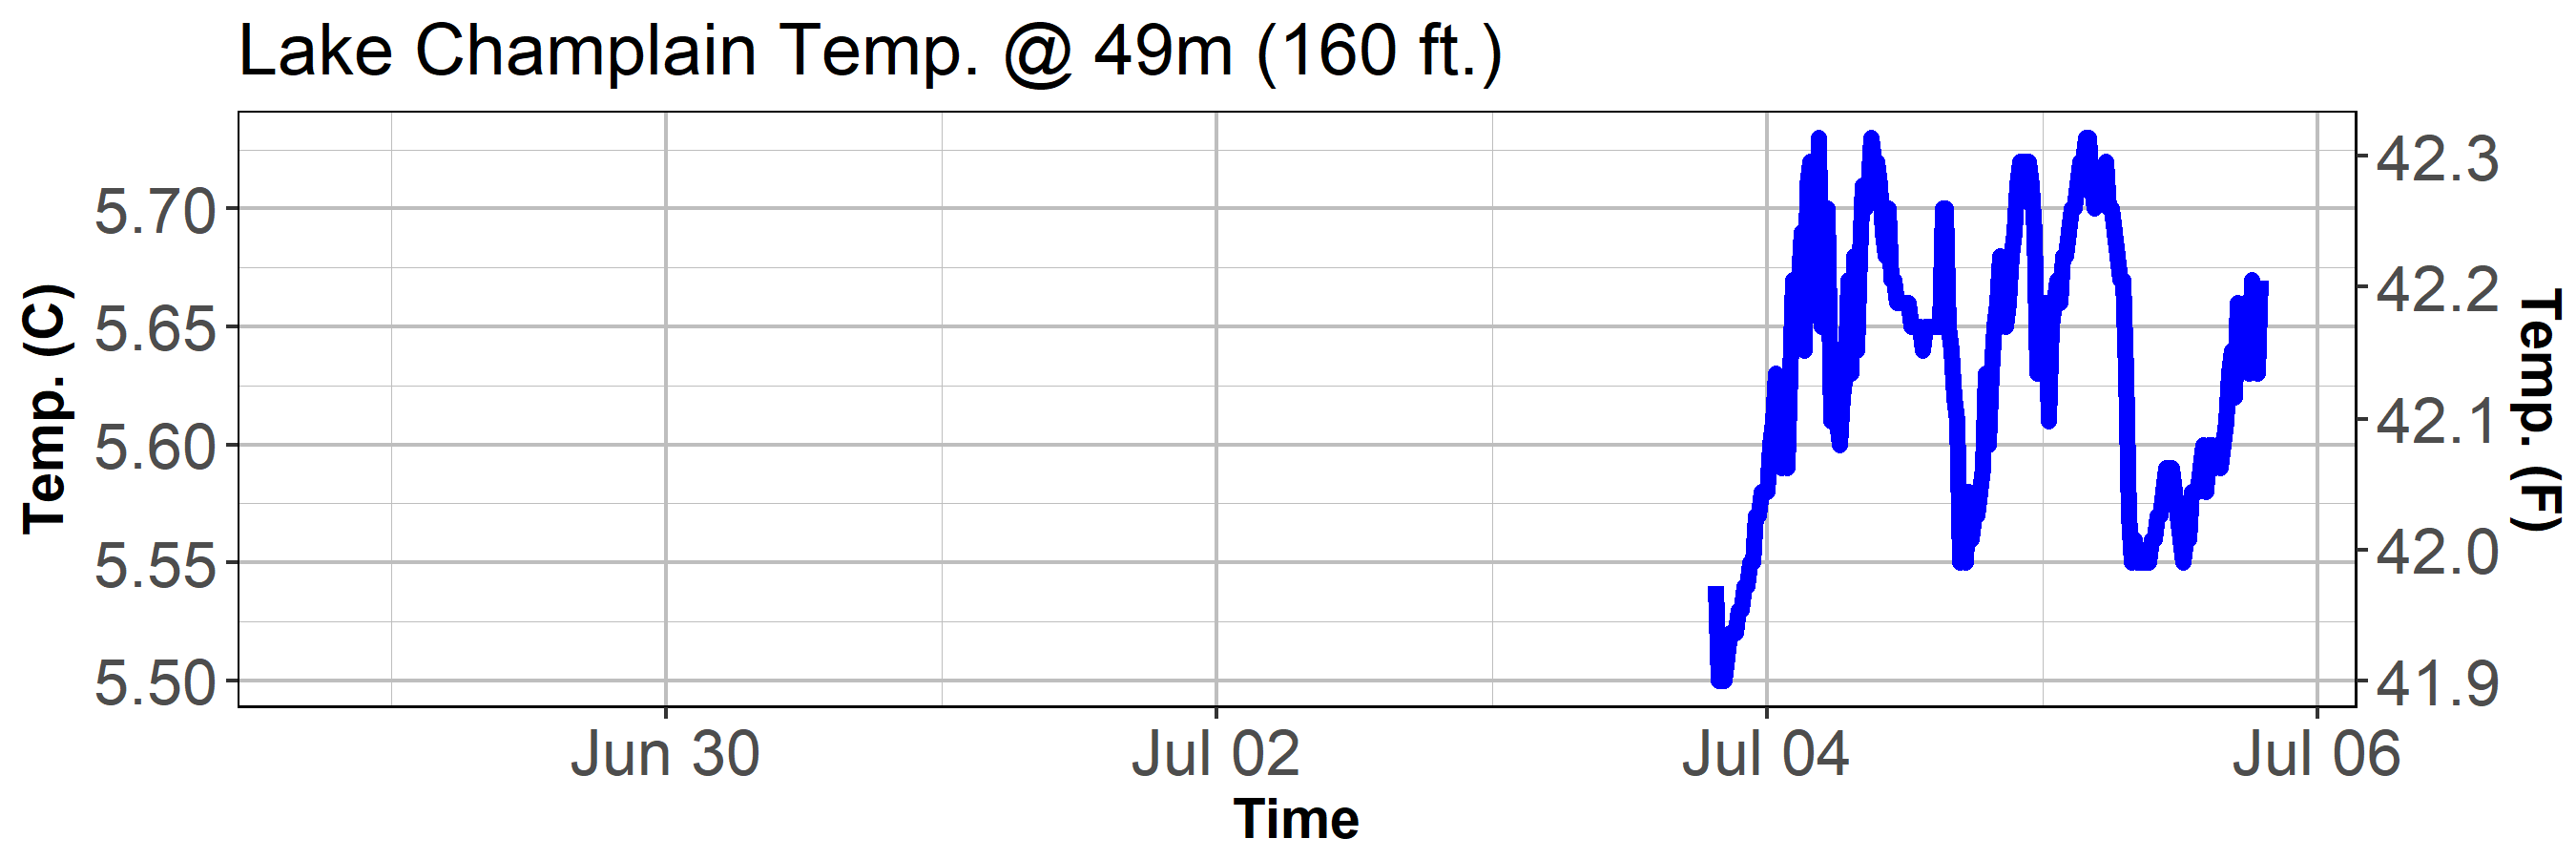 Lake Champlain Temp. @ 49m (160 ft.)
Temp. (C)
5.70
5.65
5.60
5.55
5.50
42.3
42.2
42.1
42.0
41.9
Temp. (F)
Jun 30
Jul 02
Jul 04
Jul 06
Time